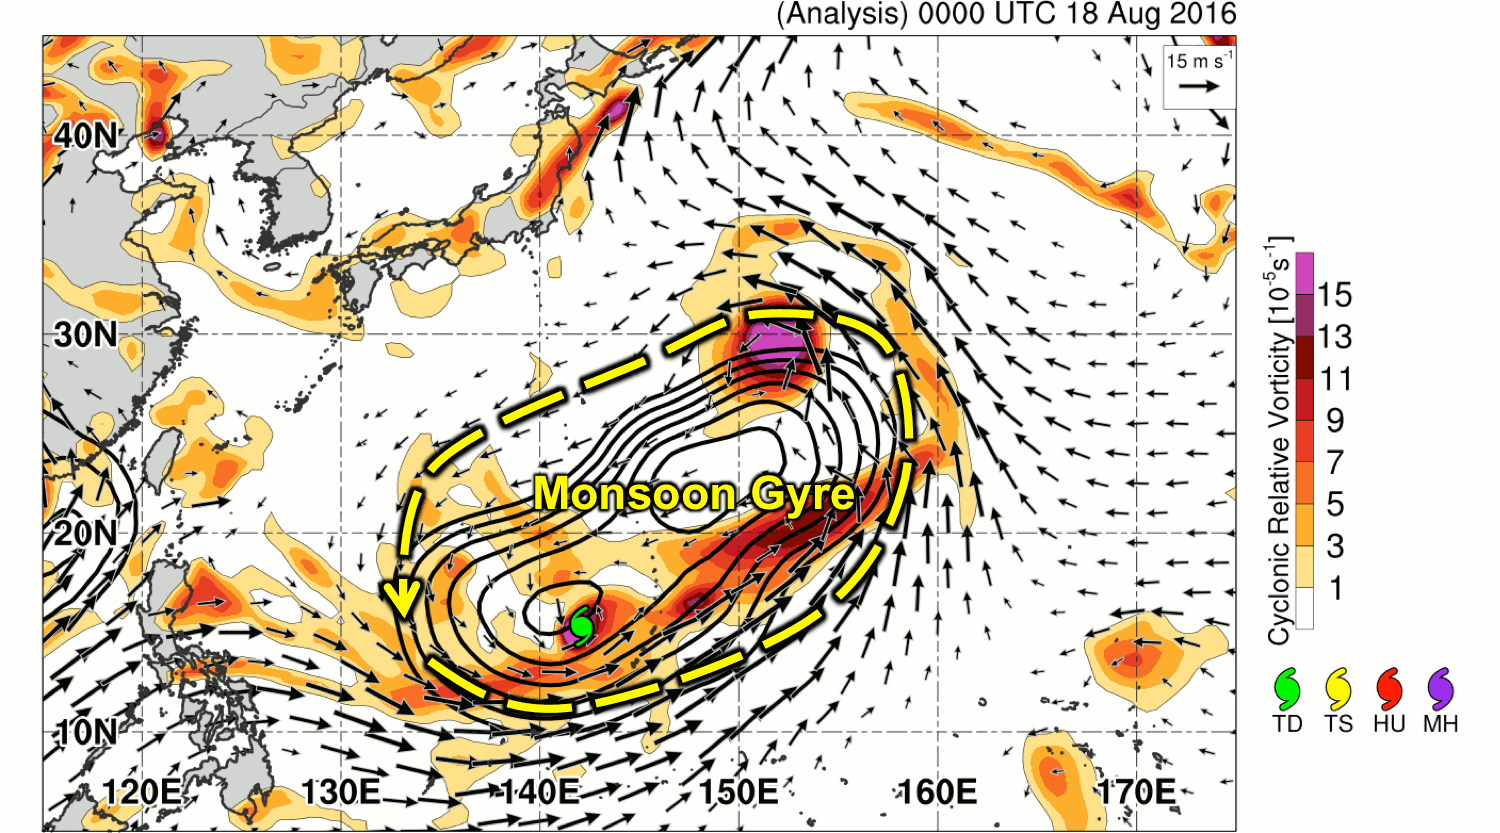 (Analysis) 0000 UTC 18 Aug 2016
15 m s⁻¹
40N
30N
Monsoon Gyre
20N
10N
120E 130E 140E 150E 160E 170E
Cyclonic Relative Vorticity [10⁻⁵s⁻¹]
15
13
11
9
7
5
3
1
TD TS HU MH